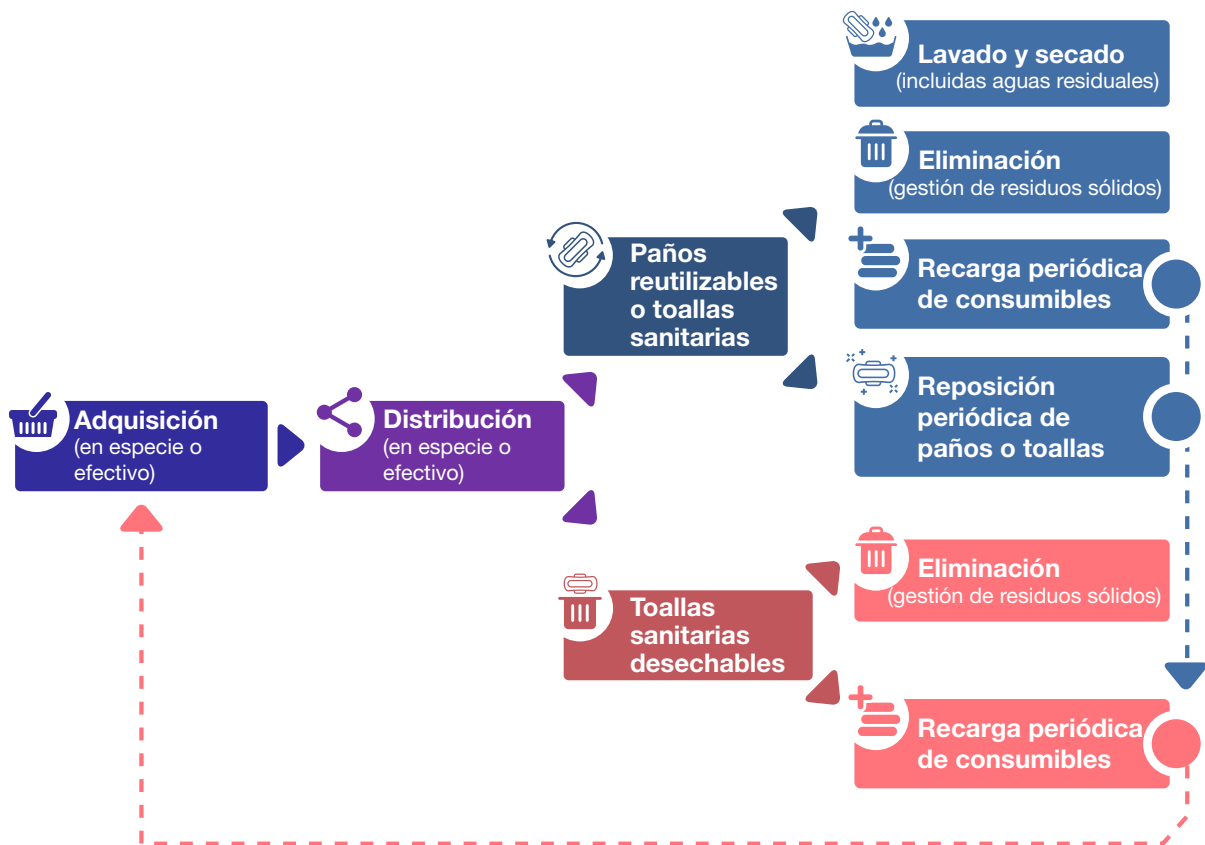 Adquisición
(en especie o
efectivo)
Distribución
(en especie o
efectivo)
Paños
reutilizables
o toallas
sanitarias
Lavado y secado
(incluidas aguas residuales)
Eliminación
(gestión de residuos sólidos)
Recarga periódica
de consumibles
Reposición
periódica de
paños o toallas
Toallas
sanitarias
desechables
Eliminación
(gestión de residuos sólidos)
Recarga periódica
de consumibles